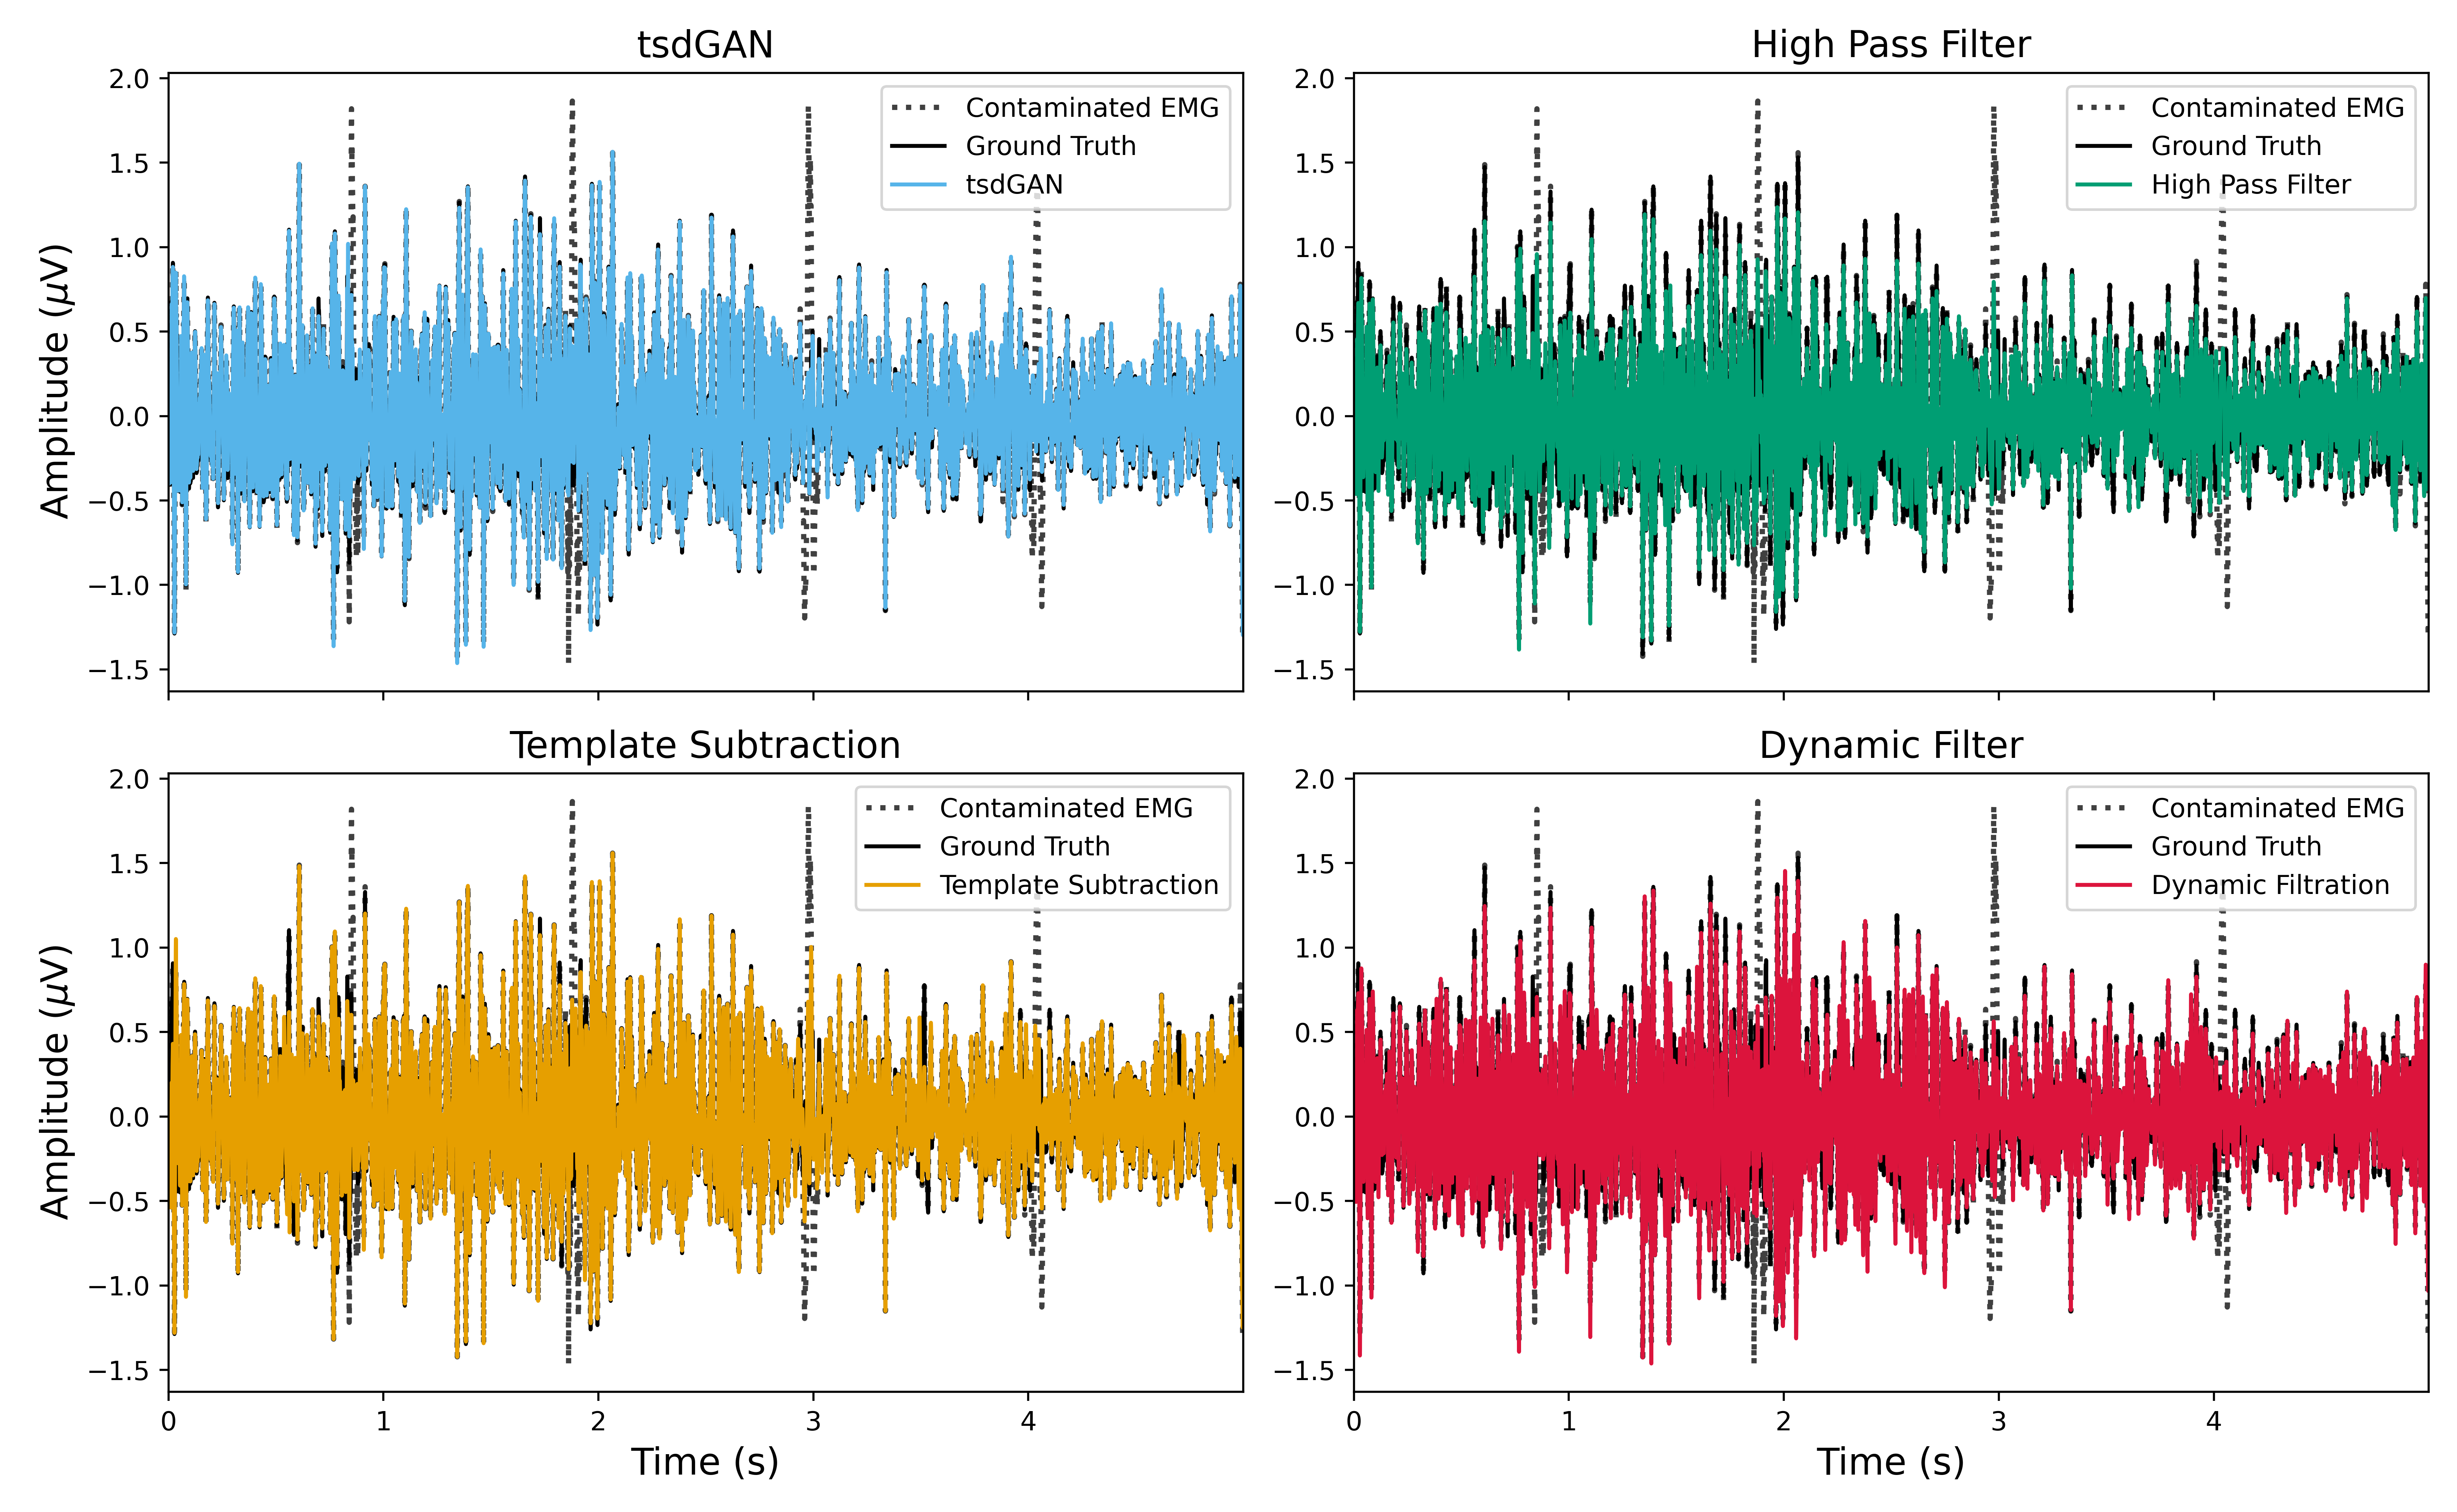 tsdGAN
2.0
1.5
1.0
0.5
0.0
−0.5
−1.0
−1.5
Amplitude (μV)
Contaminated EMG
Ground Truth
tsdGAN
High Pass Filter
2.0
1.5
1.0
0.5
0.0
−0.5
−1.0
−1.5
Contaminated EMG
Ground Truth
High Pass Filter
Template Subtraction
2.0
1.5
1.0
0.5
0.0
−0.5
−1.0
−1.5
Amplitude (μV)
Contaminated EMG
Ground Truth
Template Subtraction
0 1 2 3 4
Time (s)
Dynamic Filter
2.0
1.5
1.0
0.5
0.0
−0.5
−1.0
−1.5
Contaminated EMG
Ground Truth
Dynamic Filtration
0 1 2 3 4
Time (s)